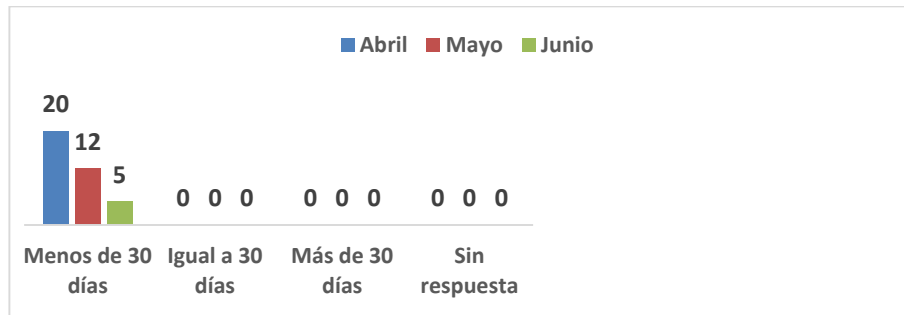 Abril Mayo Junio
20
12
5
0 0 0 0 0 0 0 0 0
Menos de 30 días
Igual a 30 días
Más de 30 días
Sin respuesta